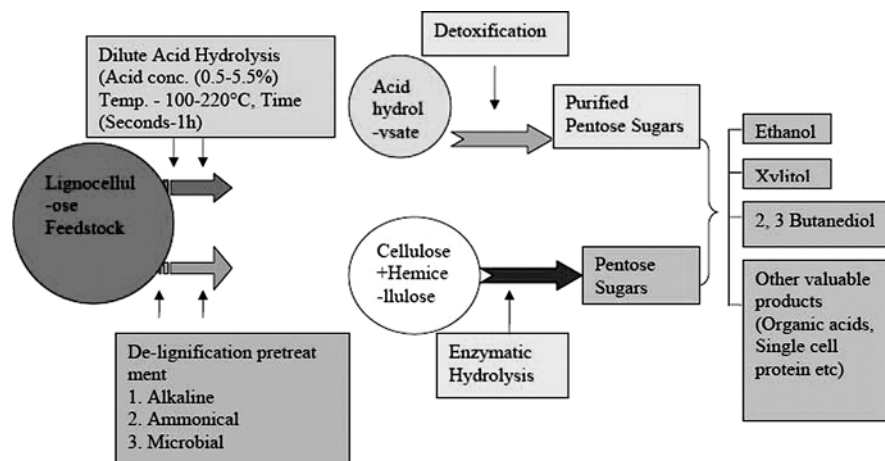 Dilute Acid Hydrolysis
(Acid conc. (0.5-5.5%)
Temp. - 100-220°C, Time
(Seconds-1h)
Lignocellul
-ose
Feedstock
De-lignification pretreat
ment
1. Alkaline
2. Ammonical
3. Microbial
Detoxification
Acid
hydrol
-ysate
Purified
Pentose Sugars
Cellulose
+Hemice
-llulose
Pentose
Sugars
Enzymatic
Hydrolysis
Ethanol
Xylitol
2, 3 Butanediol
Other valuable
products
(Organic acids,
Single cell
protein etc)